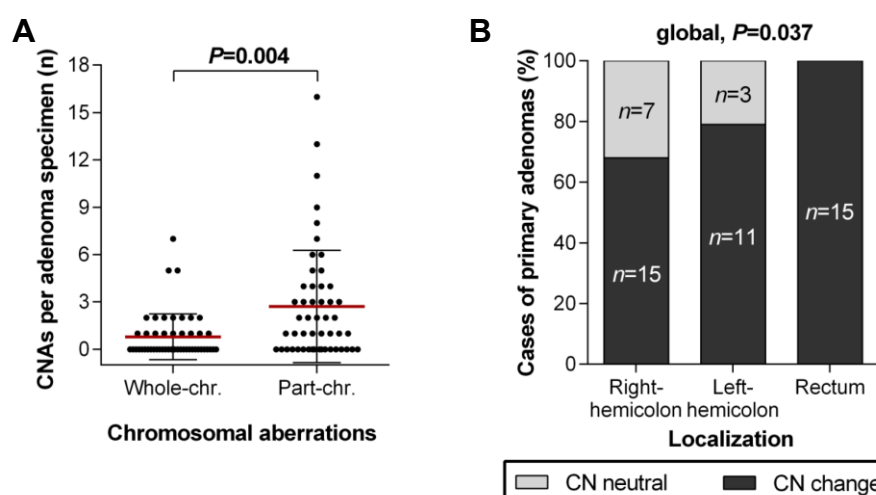 A
P=0.004
CNAs per adenoma specimen (n)
18
15
12
9
6
3
0
Whole-chr.
Part-chr.
Chromosomal aberrations
B
global, P=0.037
Cases of primary adenomas (%)
100
80
60
40
20
0
n=7
n=3
n=15
n=11
n=15
Right-
hemicolon
Left-
hemicolon
Rectum
Localization
CN neutral
CN change